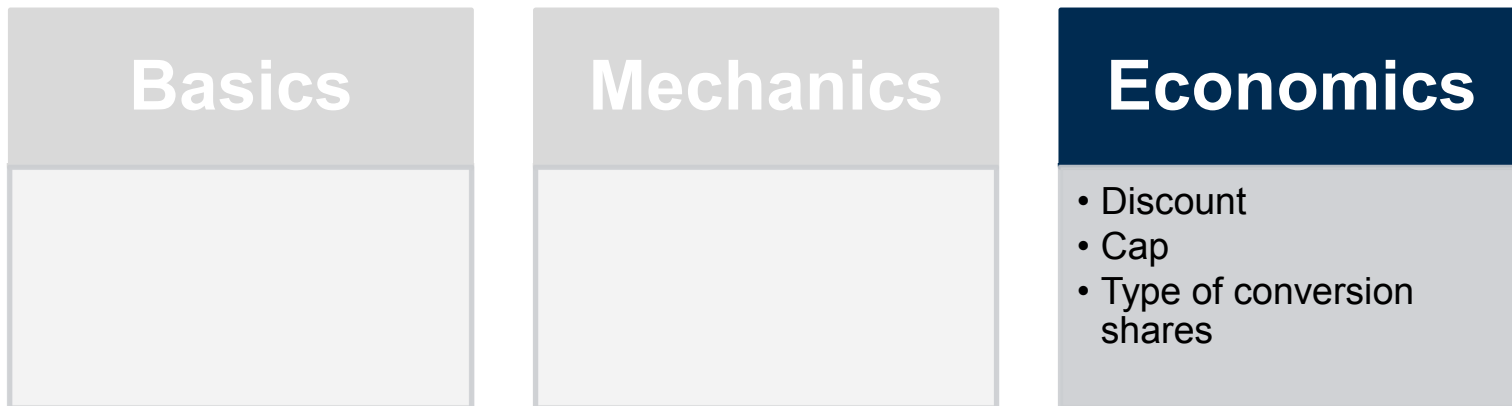 Basics
Mechanics
Economics
• Discount
• Cap
• Type of conversion
shares